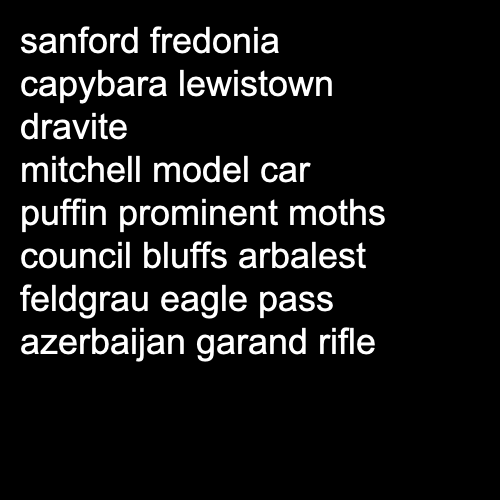 sanford fredonia
capybara lewistown
dravite
mitchell model car
puffin prominent moths
council bluffs arbalest
feldgrau eagle pass
azerbaijan garand rifle